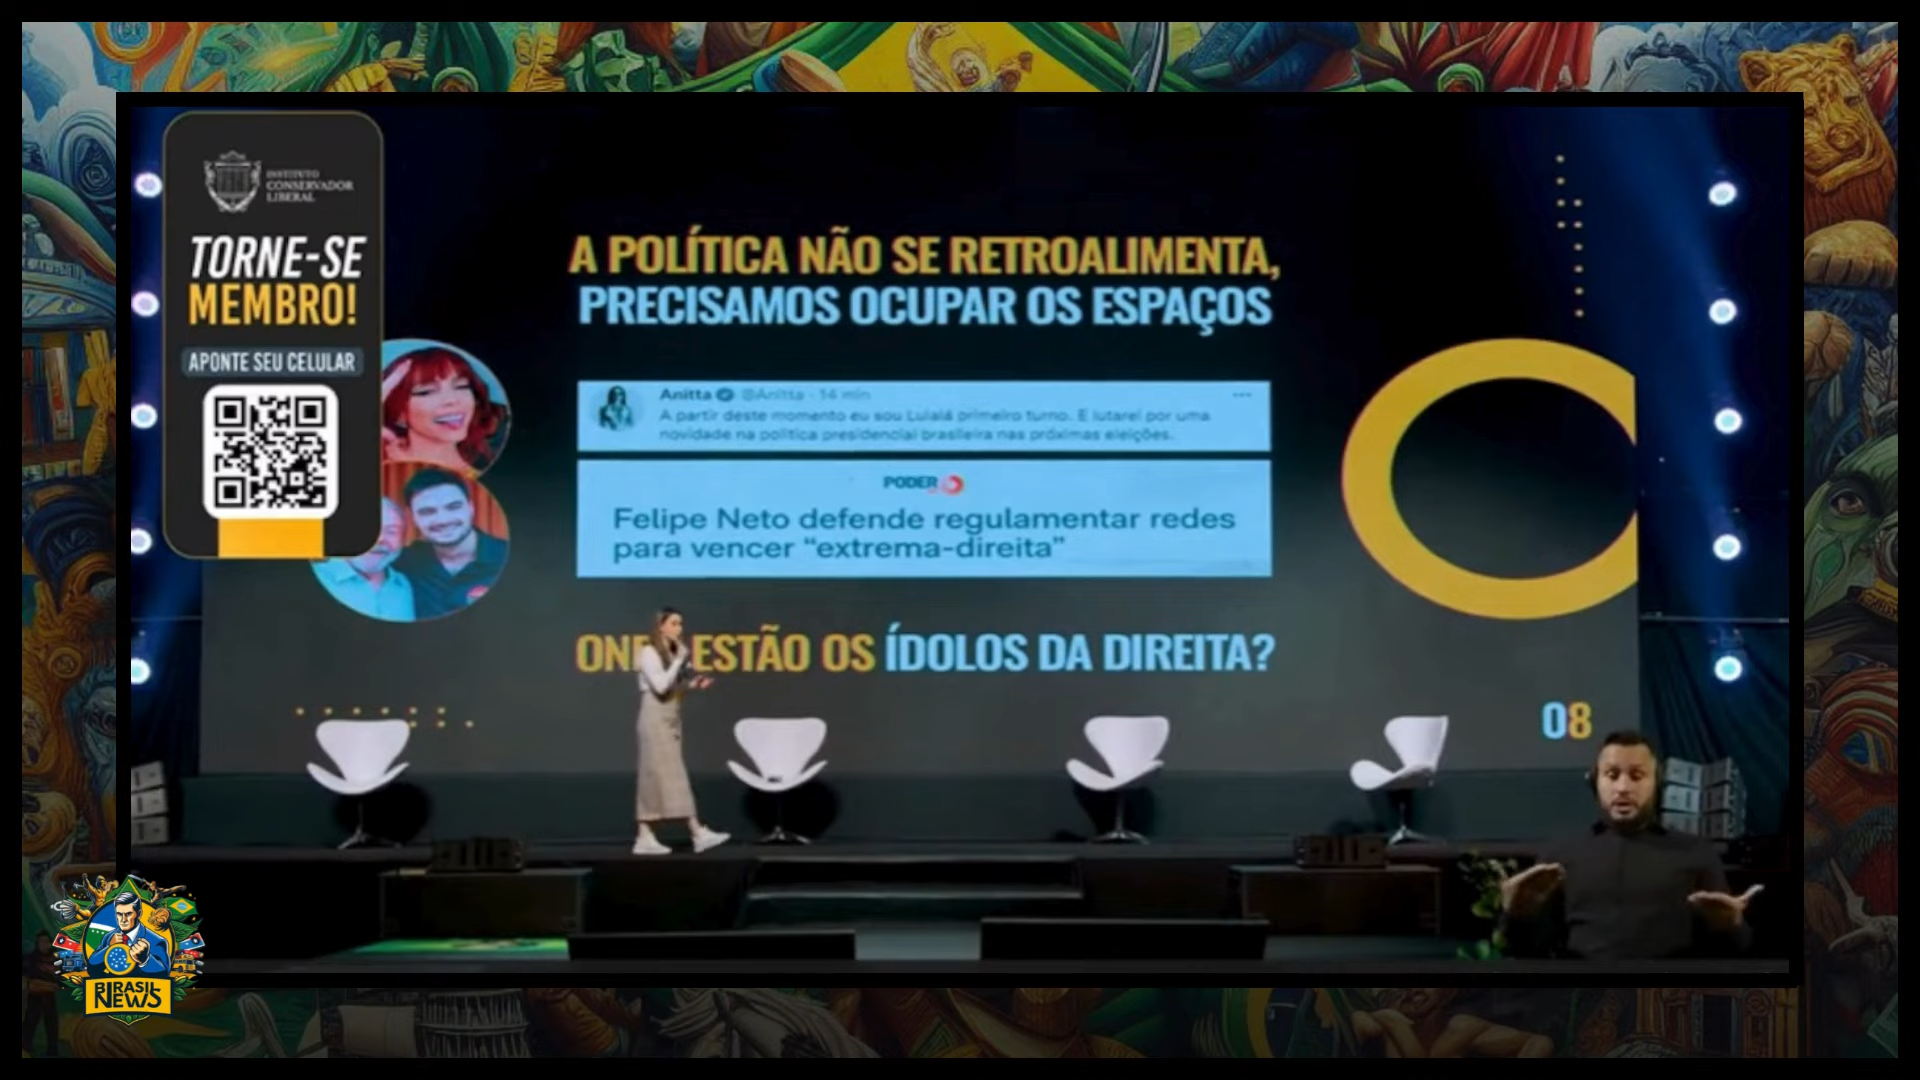 INSTITUTO
CONSERVADOR
LIBERAL
TORNE-SE
MEMBRO!
APONTE SEU CELULAR
A POLÍTICA NÃO SE RETROALIMENTA,
PRECISAMOS OCUPAR OS ESPAÇOS
Anitta @Anitta · 14 min
A partir deste momento eu sou Lulalá primeiro turno. E lutarei por uma
novidade na política presidencial brasileira nas próximas eleições.
PODER
Felipe Neto defende regulamentar redes
para vencer "extrema-direita"
ESTÃO OS ÍDOLOS DA DIREITA?
08
BRASIL
NEWS